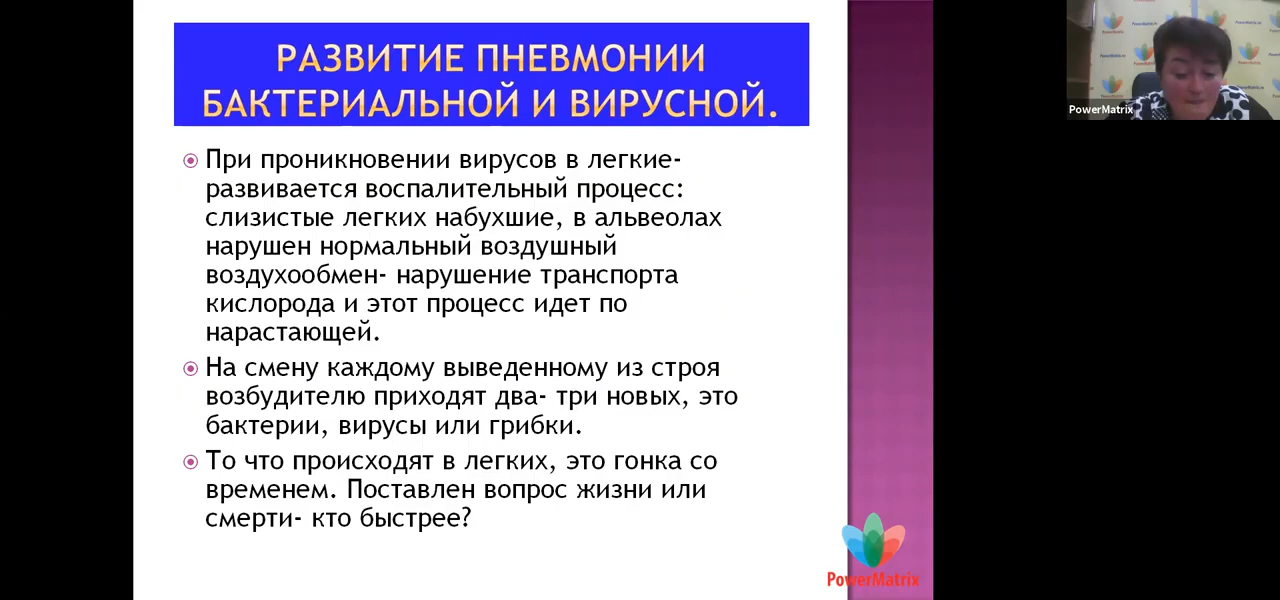 РАЗВИТИЕ ПНЕВМОНИИ
БАКТЕРИАЛЬНОЙ И ВИРУСНОЙ.
При проникновении вирусов в легкие-
развивается воспалительный процесс:
слизистые легких набухшие, в альвеолах
нарушен нормальный воздушный
воздухообмен- нарушение транспорта
кислорода и этот процесс идет по
нарастающей.
На смену каждому выведенному из строя
возбудителю приходят два- три новых, это
бактерии, вирусы или грибки.
То что происходят в легких, это гонка со
временем. Поставлен вопрос жизни или
смерти- кто быстрее?
PowerMatrix
PowerMatrix